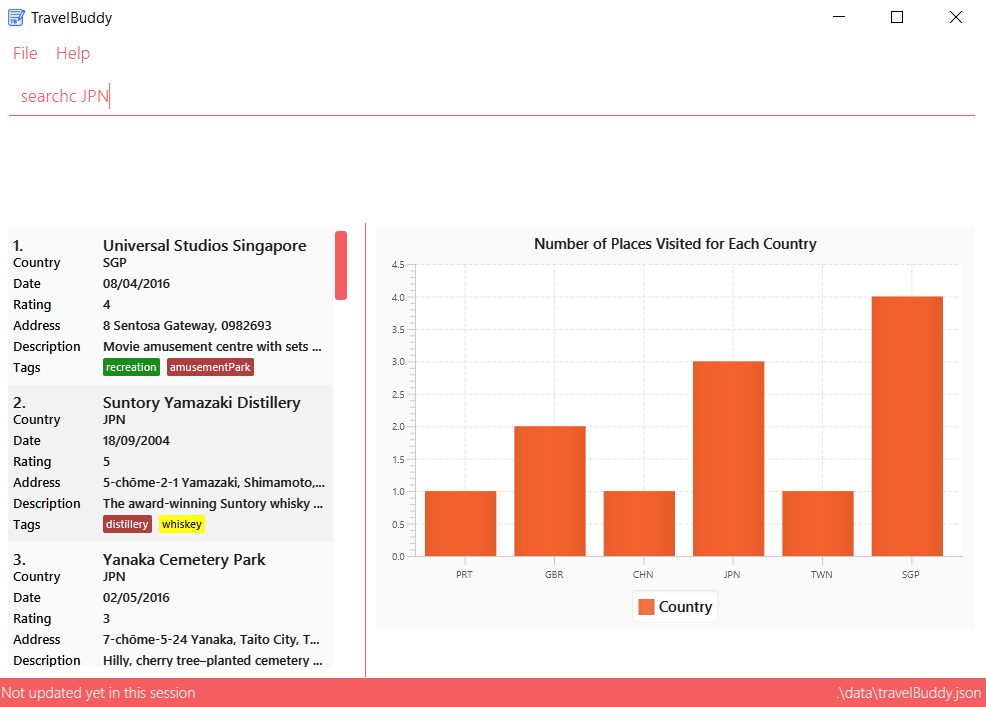 TravelBuddy
File Help
searchc JPN
1. Universal Studios Singapore
Country SGP
Date 08/04/2016
Rating 4
Address 8 Sentosa Gateway, 0982693
Description Movie amusement centre with sets ...
Tags recreation amusementPark
2. Suntory Yamazaki Distillery
Country JPN
Date 18/09/2004
Rating 5
Address 5-chōme-2-1 Yamazaki, Shimamoto,...
Description The award-winning Suntory whisky ...
Tags distillery whiskey
3. Yanaka Cemetery Park
Country JPN
Date 02/05/2016
Rating 3
Address 7-chōme-5-24 Yanaka, Taito City, T...
Description Hilly, cherry tree–planted cemetery ...
Number of Places Visited for Each Country
4.5
4.0
3.5
3.0
2.5
2.0
1.5
1.0
0.5
0.0
PRT GBR CHN JPN TWN SGP
Country
Not updated yet in this session .\data\travelBuddy.json